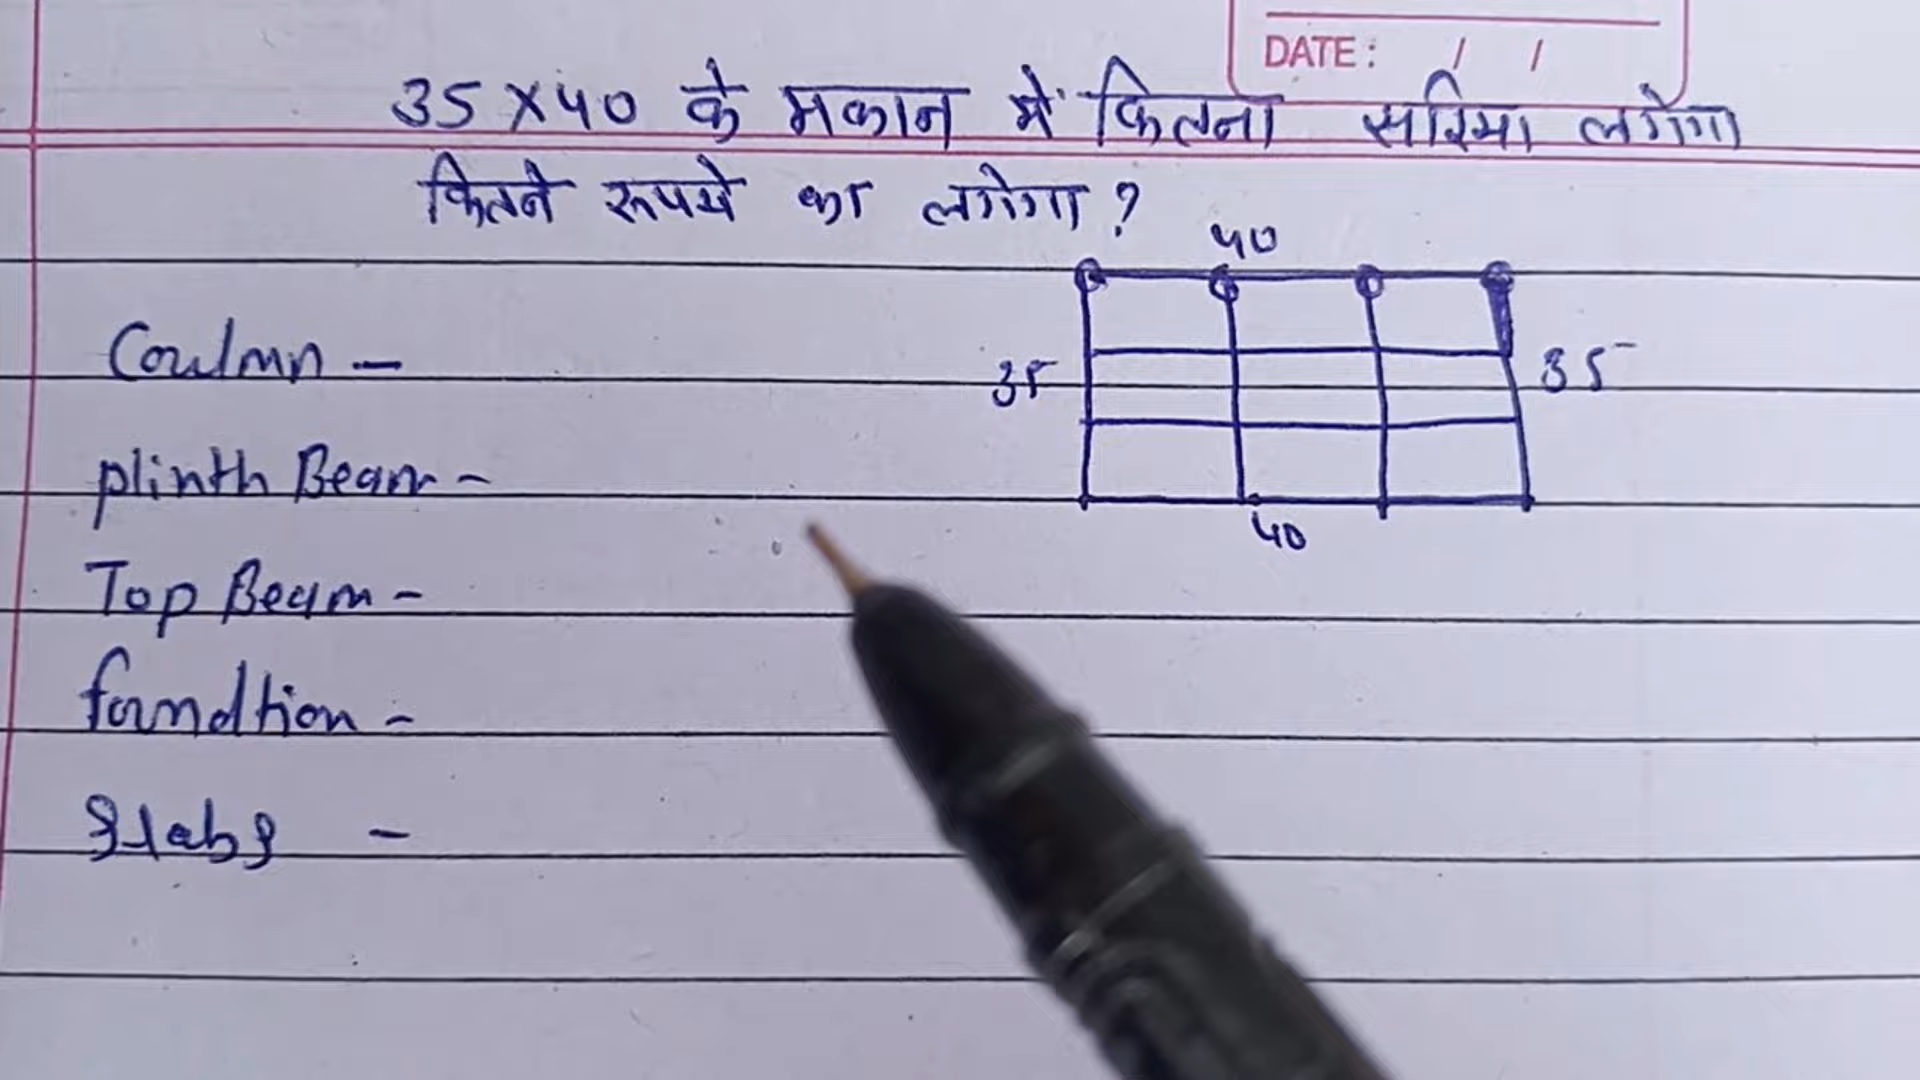 DATE: / /
35×40 के मकान में कितना सरिया लगेगा
कितने रूपये का लगेगा?
40
35
35
40
Coulmn -
plinth Beam -
Top Beam -
foundtion -
Slabs -